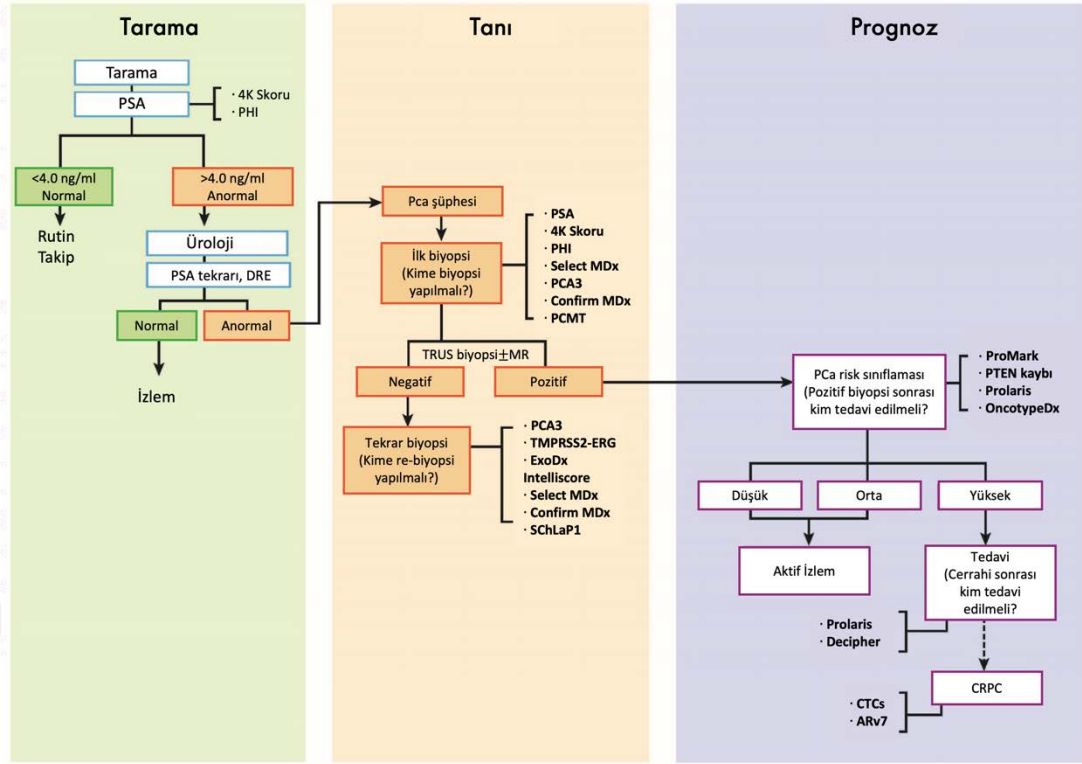 Tarama
Tarama
PSA
· 4K Skoru
· PHI
<4.0 ng/ml
Normal
>4.0 ng/ml
Anormal
Rutin
Takip
Üroloji
PSA tekrarı, DRE
Normal
Anormal
İzlem
Tanı
Pca şüphesi
İlk biyopsi
(Kime biyopsi
yapılmalı?)
· PSA
· 4K Skoru
· PHI
· Select MDx
· PCA3
· Confirm MDx
· PCMT
TRUS biyopsi±MR
Negatif
Pozitif
Tekrar biyopsi
(Kime re-biyopsi
yapılmalı?)
· PCA3
· TMPRSS2-ERG
· ExoDx
Intelliscore
· Select MDx
· Confirm MDx
· SChLaP1
Prognoz
PCa risk sınıflaması
(Pozitif biyopsi sonrası
kim tedavi edilmeli?
· ProMark
· PTEN kaybı
· Prolaris
· OncotypeDx
Düşük
Orta
Yüksek
Aktif İzlem
Tedavi
(Cerrahi sonrası
kim tedavi
edilmeli?
· Prolaris
· Decipher
CRPC
· CTCs
· ARv7